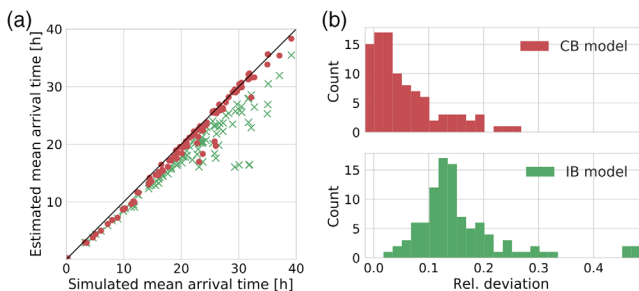 (a)
Estimated mean arrival time [h]
40
30
20
10
0
10
20
30
40
Simulated mean arrival time [h]
(b)
Count
15
10
5
0
CB model
Count
15
10
5
0
IB model
0.0
0.1
0.2
0.3
0.4
Rel. deviation